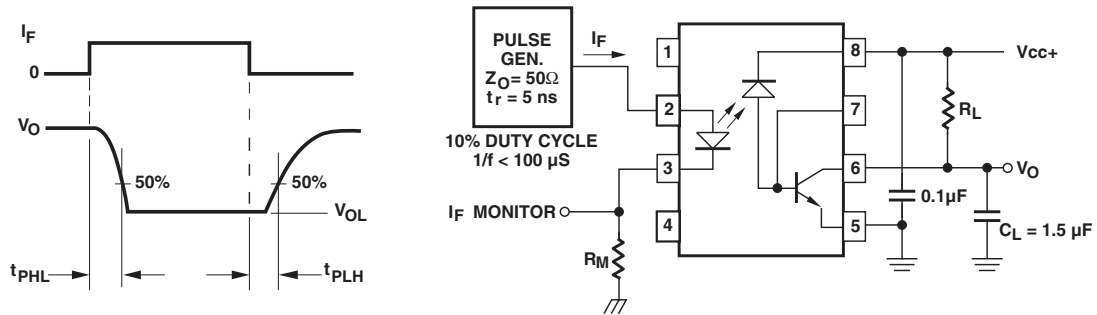 I_F
0
V_O
50%
50%
V_OL
t_PHL
t_PLH
PULSE
GEN.
Z_O = 50Ω
t_r = 5 ns
I_F
10% DUTY CYCLE
1/f < 100 µS
I_F MONITOR
R_M
1
2
3
4
8
7
6
5
Vcc+
R_L
V_O
0.1µF
C_L = 1.5 µF